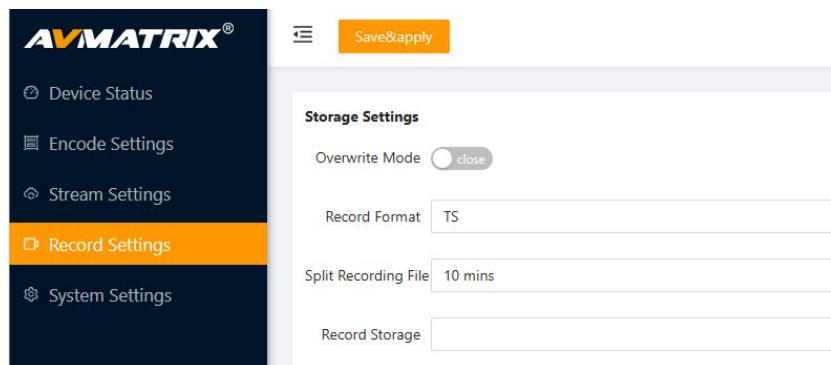 AVMATRIX®
Save&apply
Device Status
Encode Settings
Stream Settings
Record Settings
System Settings
Storage Settings
Overwrite Mode close
Record Format TS
Split Recording File 10 mins
Record Storage